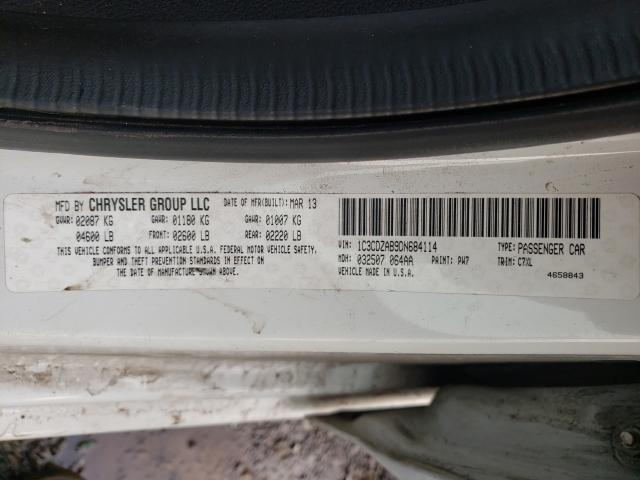 MFD BY CHRYSLER GROUP LLC DATE OF MFR(BUILT): MAR 13
GVWR: 02087 KG GAWR: 01180 KG GAWR: 01007 KG
04600 LB FRONT: 02600 LB REAR: 02220 LB
THIS VEHICLE CONFORMS TO ALL APPLICABLE U.S.A. FEDERAL MOTOR VEHICLE SAFETY,
BUMPER AND THEFT PREVENTION STANDARDS IN EFFECT ON
THE DATE OF MANUFACTURE SHOWN ABOVE.
VIN: 1C3CDZAB9DN684114 TYPE: PASSENGER CAR
MDH: 032507 064AA PAINT: PW7 TRIM: C7XL
MADE IN U.S.A. 4658843